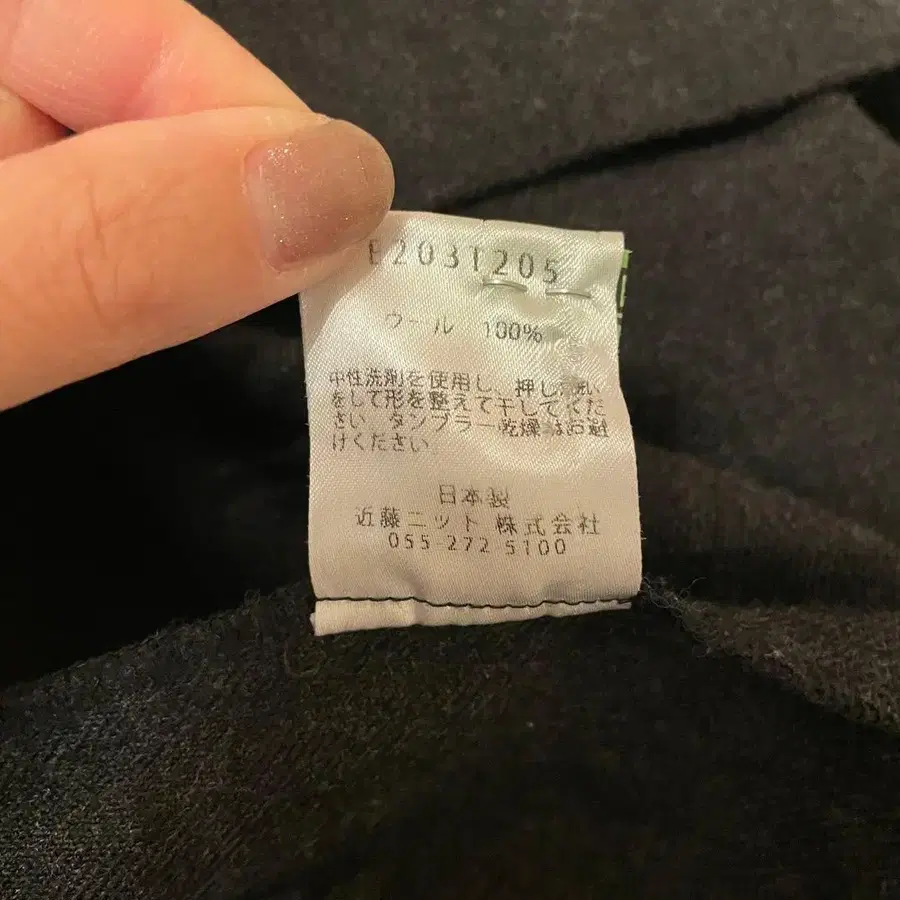 E2031205
ウール 100%
中性洗剤を使用し、押し洗い
をして形を整えて干してくだ
さい タンブラー乾燥はお避
けください
日本製
近藤ニット 株式会社
055-272 5100